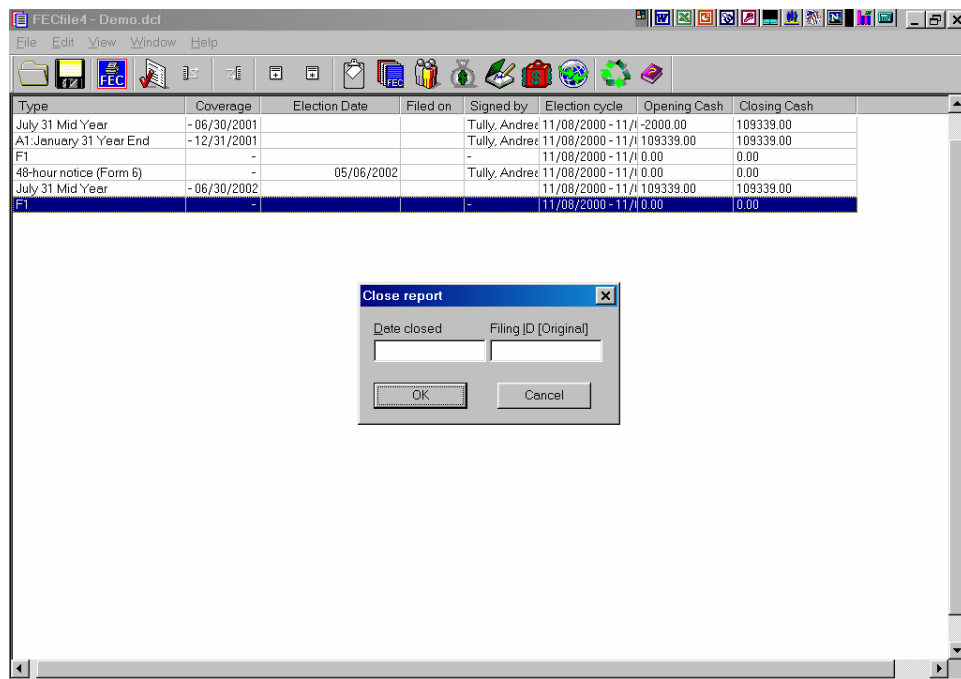 FECfile4 - Demo.dcf
File Edit View Window Help
FEC FEC
Type Coverage Election Date Filed on Signed by Election cycle Opening Cash Closing Cash
July 31 Mid Year - 06/30/2001 Tully, Andree 11/08/2000 - 11/ -2000.00 109339.00
A1:January 31 Year End - 12/31/2001 Tully, Andree 11/08/2000 - 11/ 109339.00 109339.00
F1 - - 11/08/2000 - 11/ 0.00 0.00
48-hour notice (Form 6) - 05/06/2002 Tully, Andree 11/08/2000 - 11/ 0.00 0.00
July 31 Mid Year - 06/30/2002 11/08/2000 - 11/ 109339.00 109339.00
F1 - - 11/08/2000 - 11/ 0.00 0.00
Close report
Date closed Filing ID [Original]
OK Cancel